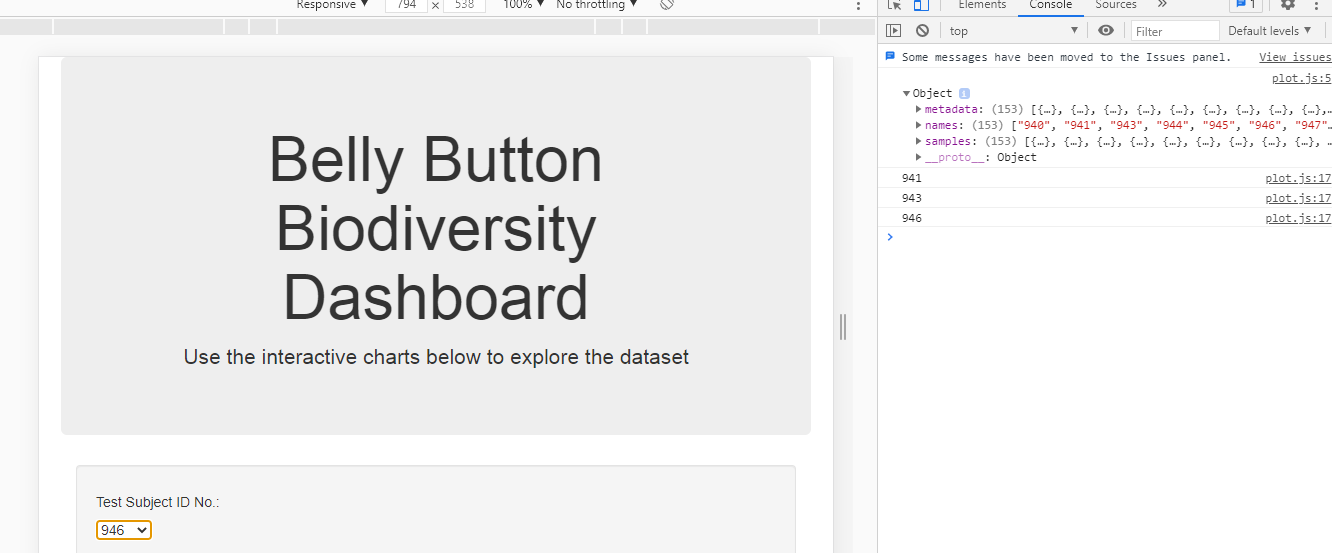 Responsive ▼ 794 × 538 100% ▼ No throttling ▼
Elements Console Sources » 1
top ▼ Filter Default levels ▼
Some messages have been moved to the Issues panel. View issues
plot.js:5
▼Object i
▶metadata: (153) [{…}, {…}, {…}, {…}, {…}, {…}, {…}, {…}, {…},…
▶names: (153) ["940", "941", "943", "944", "945", "946", "947"…
▶samples: (153) [{…}, {…}, {…}, {…}, {…}, {…}, {…}, {…}, {…}, …
▶__proto__: Object
941 plot.js:17
943 plot.js:17
946 plot.js:17
>
Belly Button
Biodiversity
Dashboard
Use the interactive charts below to explore the dataset
Test Subject ID No.:
946